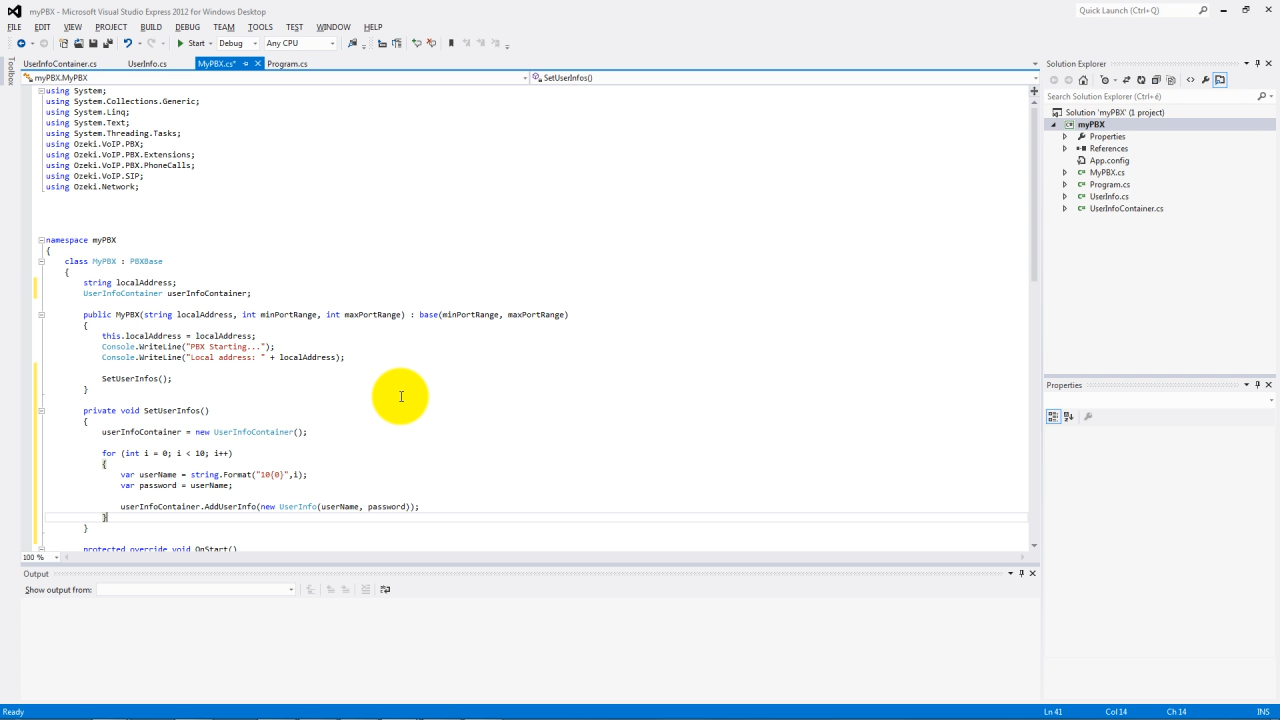 myPBX - Microsoft Visual Studio Express 2012 for Windows Desktop
Quick Launch (Ctrl+Q)
FILE EDIT VIEW PROJECT BUILD DEBUG TEAM TOOLS TEST WINDOW HELP
Start Debug Any CPU
Toolbox
UserInfoContainer.cs UserInfo.cs MyPBX.cs* Program.cs
myPBX.MyPBX SetUserInfos()
using System;
using System.Collections.Generic;
using System.Linq;
using System.Text;
using System.Threading.Tasks;
using Ozeki.VoIP.PBX;
using Ozeki.VoIP.PBX.Extensions;
using Ozeki.VoIP.PBX.PhoneCalls;
using Ozeki.VoIP.SIP;
using Ozeki.Network;
namespace myPBX
{
class MyPBX : PBXBase
{
string localAddress;
UserInfoContainer userInfoContainer;
public MyPBX(string localAddress, int minPortRange, int maxPortRange) : base(minPortRange, maxPortRange)
{
this.localAddress = localAddress;
Console.WriteLine("PBX Starting...");
Console.WriteLine("Local address: " + localAddress);
SetUserInfos();
}
private void SetUserInfos()
{
userInfoContainer = new UserInfoContainer();
for (int i = 0; i < 10; i++)
{
var userName = string.Format("10{0}",i);
var password = userName;
userInfoContainer.AddUserInfo(new UserInfo(userName, password));
}
}
protected override void OnStart()
100 %
Output
Show output from:
Solution Explorer
Search Solution Explorer (Ctrl+é)
Solution 'myPBX' (1 project)
myPBX
Properties
References
App.config
MyPBX.cs
Program.cs
UserInfo.cs
UserInfoContainer.cs
Properties
Ready Ln 41 Col 14 Ch 14 INS